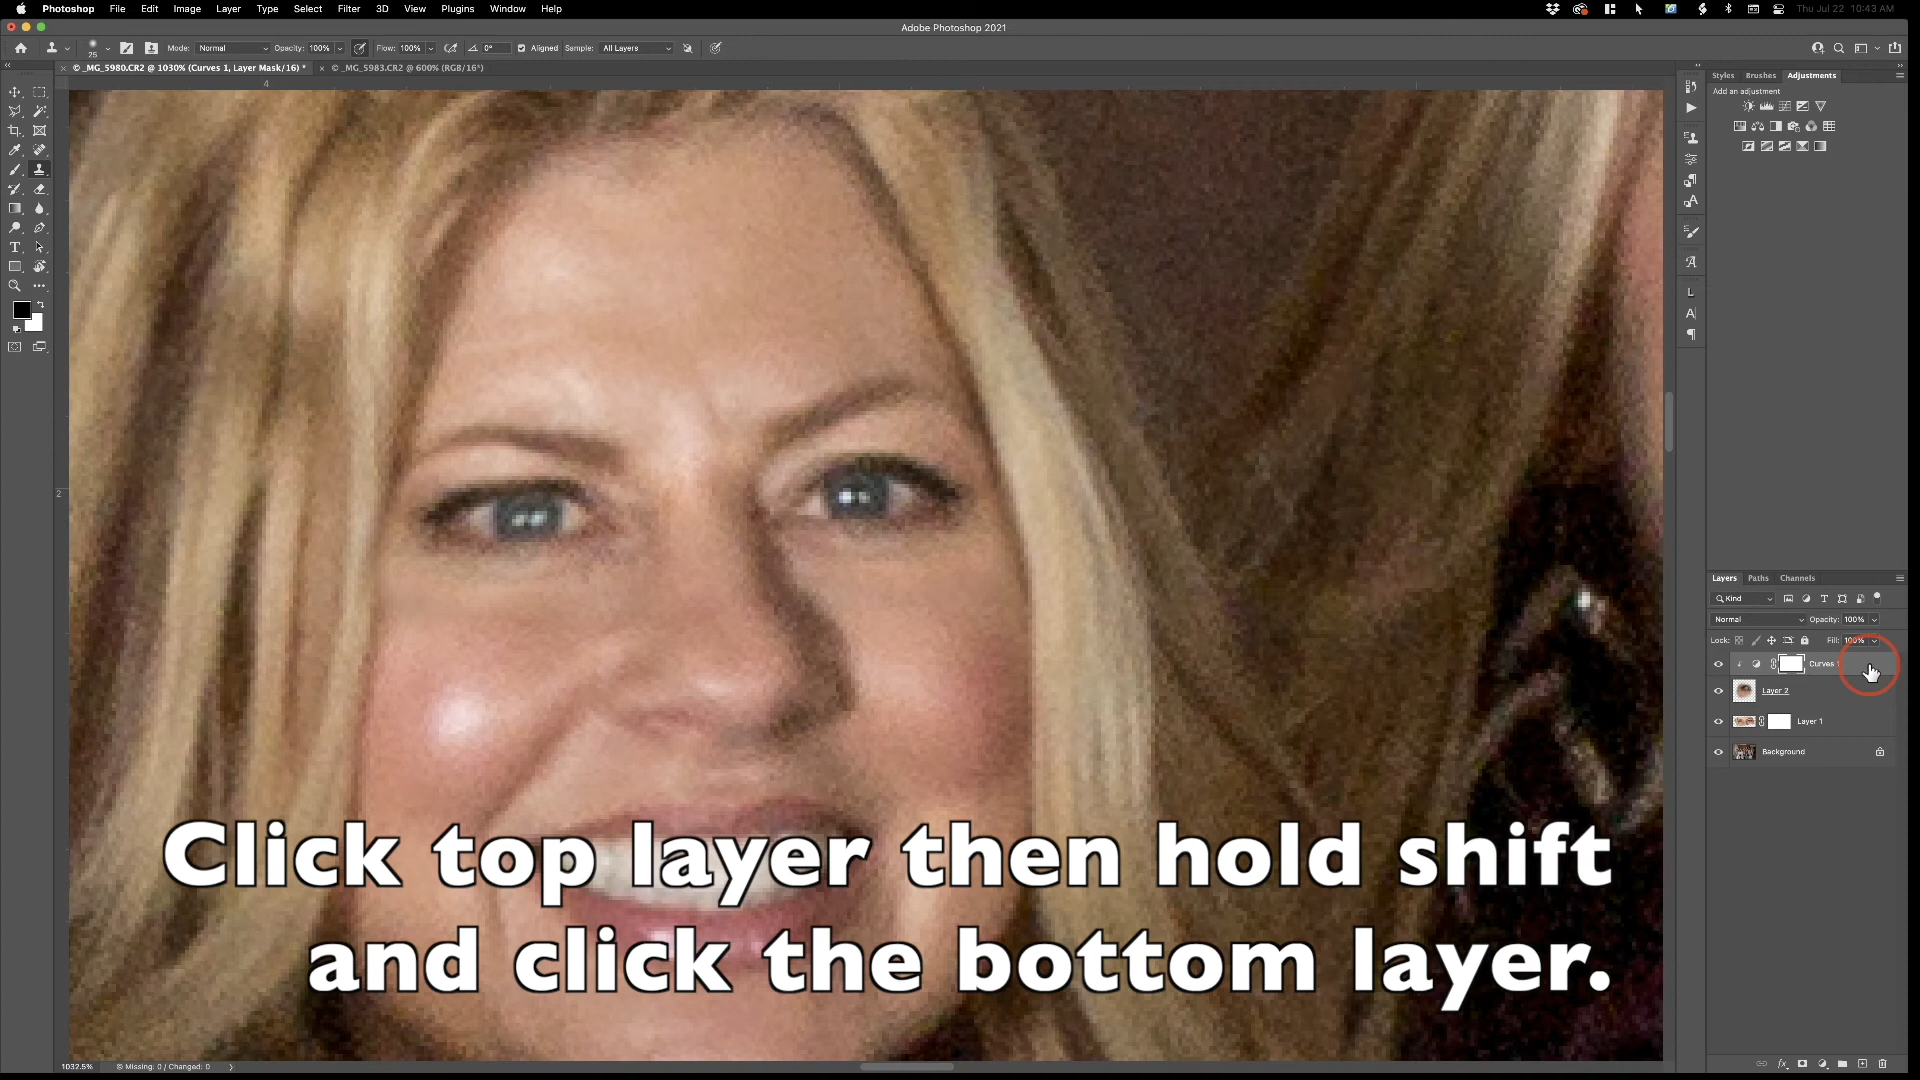 Photoshop File Edit Image Layer Type Select Filter 3D View Plugins Window Help Thu Jul 22 10:43 AM
Adobe Photoshop 2021
25 Mode: Normal Opacity: 100% Flow: 100% 0° Aligned Sample: All Layers
© _MG_5980.CR2 @ 1030% (Curves 1, Layer Mask/16) * © _MG_5983.CR2 @ 600% (RGB/16*)
Styles Brushes Adjustments
Add an adjustment
4
2
Layers Paths Channels
Kind
Normal Opacity: 100%
Lock: Fill: 100%
Curves 1
Layer 2
Layer 1
Background
Click top layer then hold shift
and click the bottom layer.
1032.5% Missing: 0 / Changed: 0